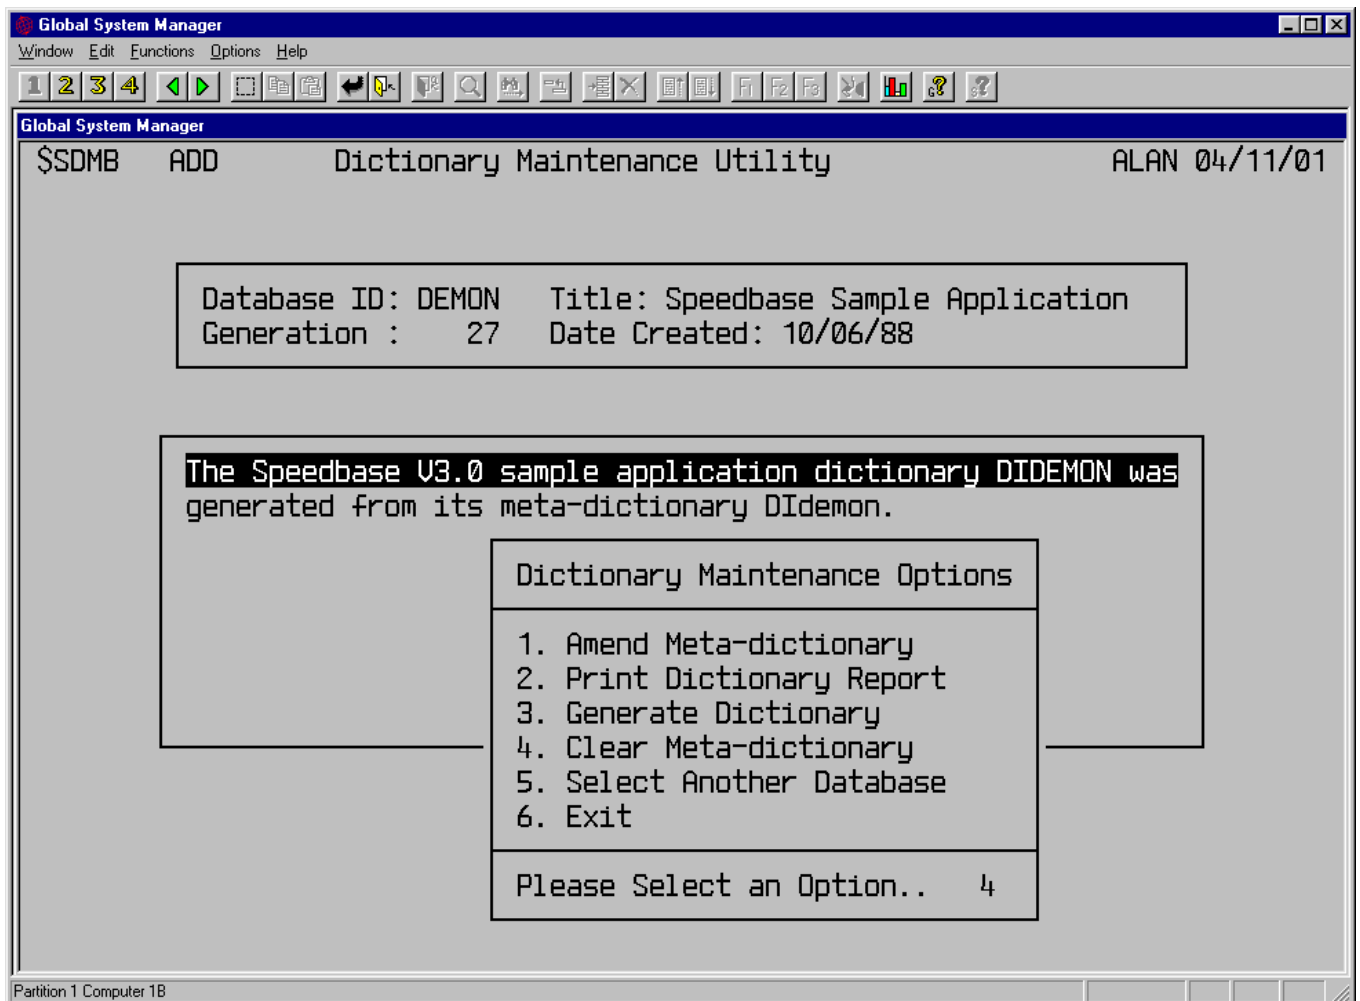 Global System Manager
Window Edit Functions Options Help
1 2 3 4 F1 F2 F3 G? S?
Global System Manager
$SDMB ADD Dictionary Maintenance Utility ALAN 04/11/01
Database ID: DEMON Title: Speedbase Sample Application
Generation : 27 Date Created: 10/06/88
The Speedbase V3.0 sample application dictionary DIDEMON was
generated from its meta-dictionary DIdemon.
Dictionary Maintenance Options
1. Amend Meta-dictionary
2. Print Dictionary Report
3. Generate Dictionary
4. Clear Meta-dictionary
5. Select Another Database
6. Exit
Please Select an Option.. 4
Partition 1 Computer 1B